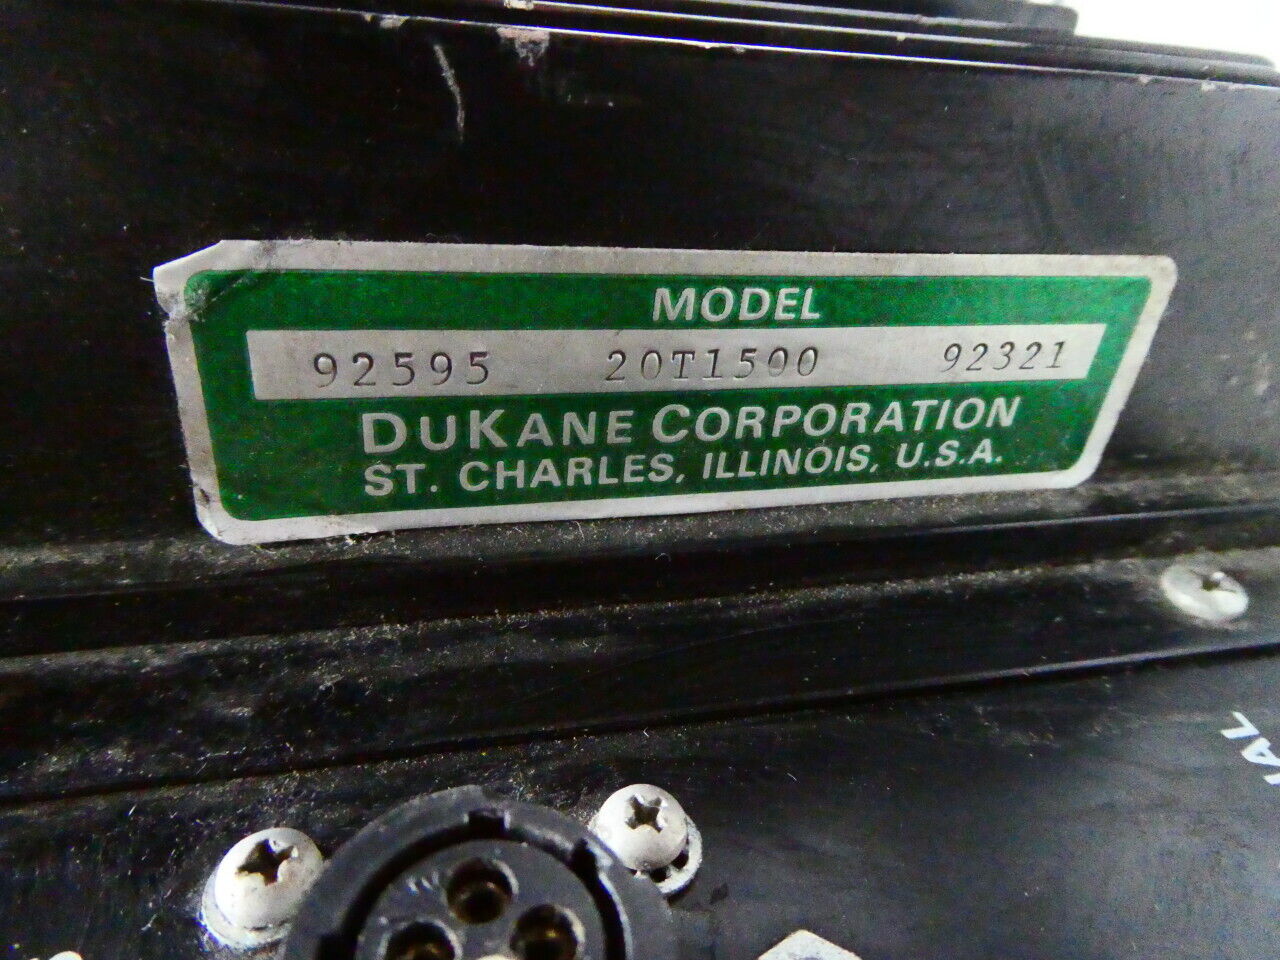 MODEL
92595 20T1500 92321
DUKANE CORPORATION
ST. CHARLES, ILLINOIS, U.S.A.